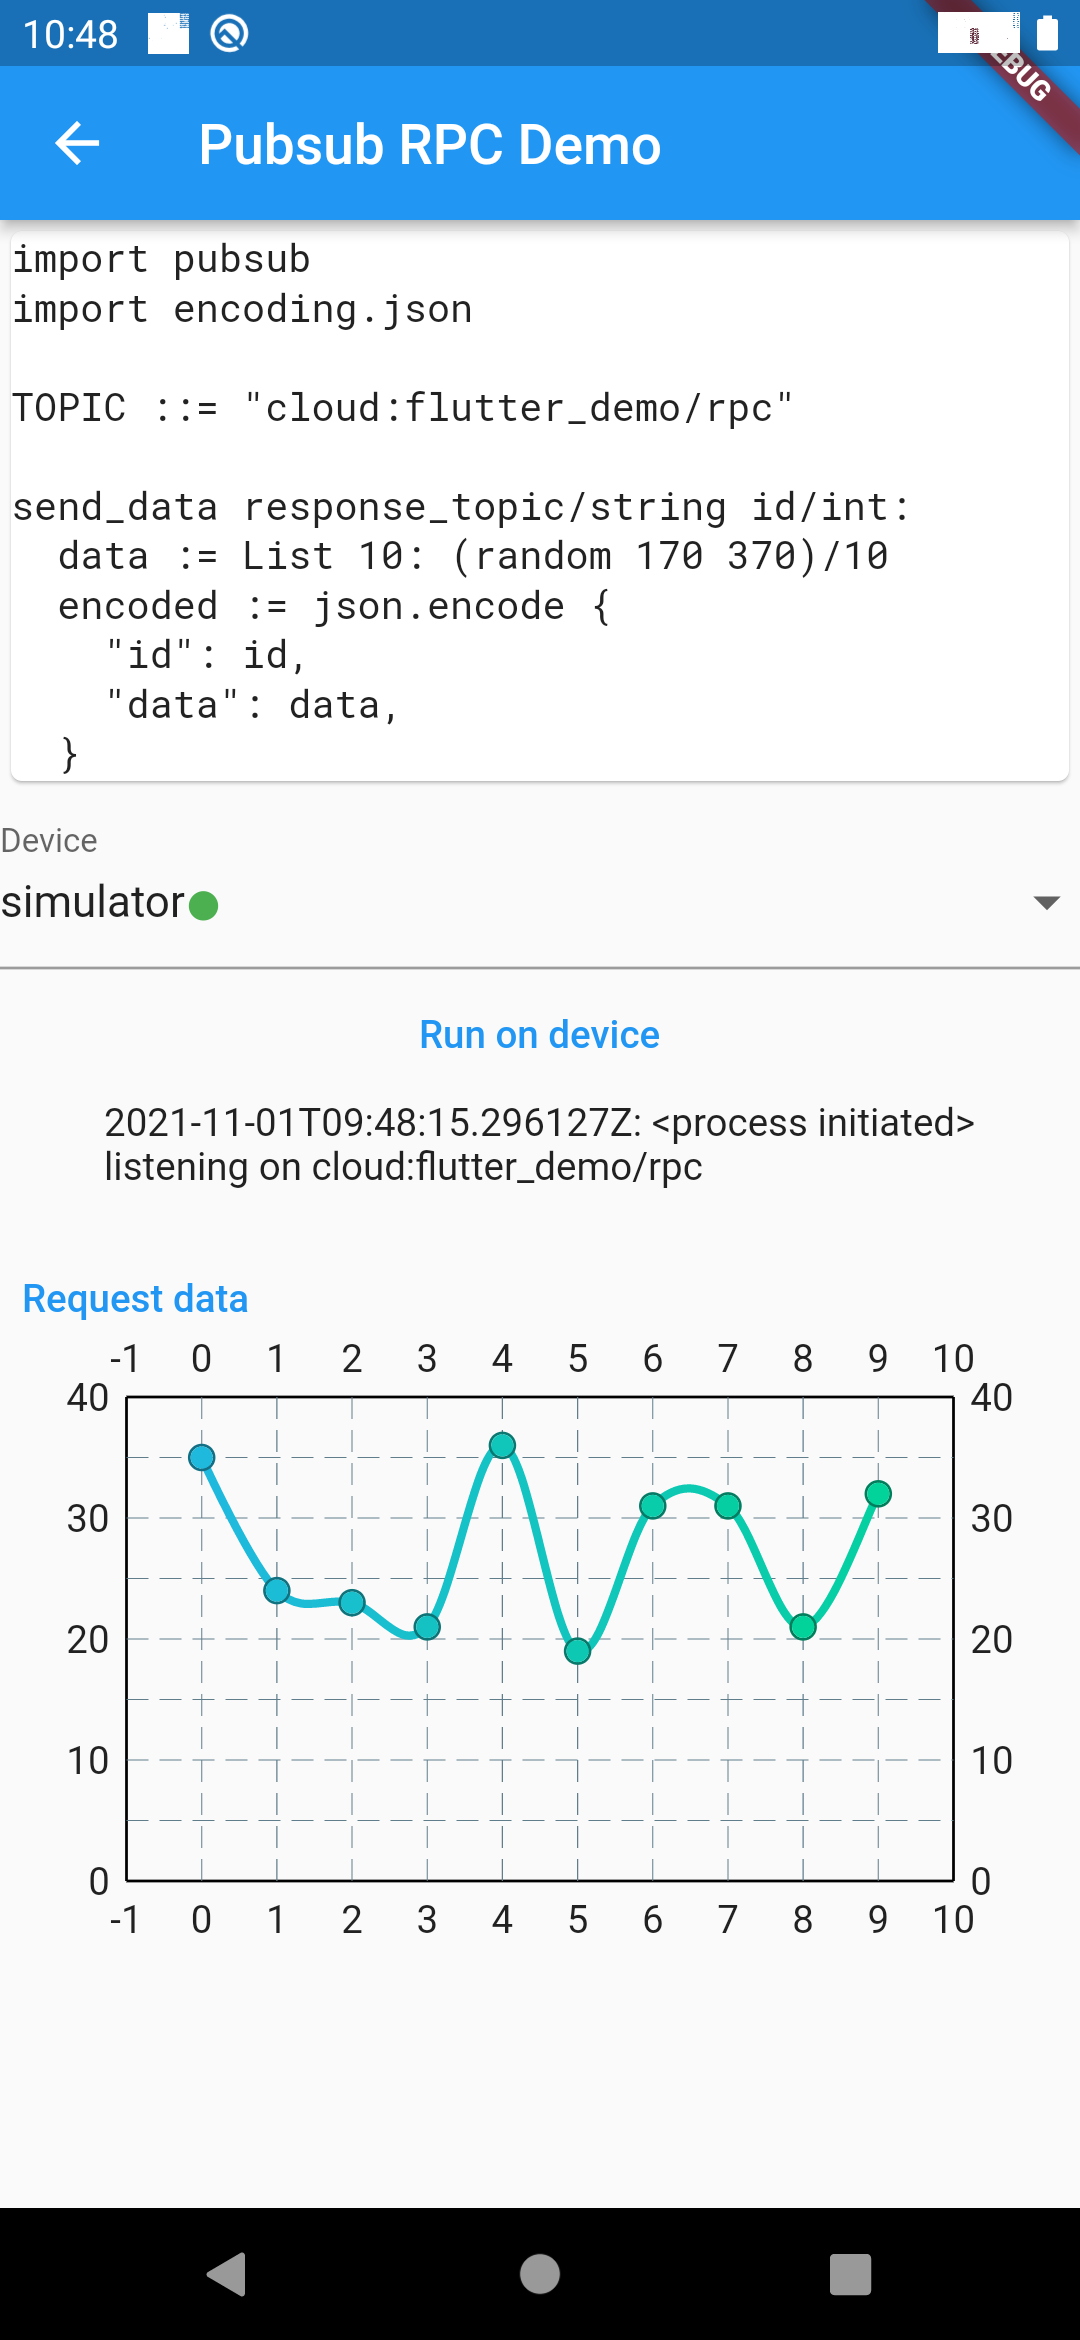 10:48
EBUG
Pubsub RPC Demo
import pubsub
import encoding.json
TOPIC ::= "cloud:flutter_demo/rpc"
send_data response_topic/string id/int:
  data := List 10: (random 170 370)/10
  encoded := json.encode {
    "id": id,
    "data": data,
  }
Device
simulator
Run on device
2021-11-01T09:48:15.296127Z: <process initiated>
listening on cloud:flutter_demo/rpc
Request data
-1 0 1 2 3 4 5 6 7 8 9 10
40 40
30 30
20 20
10 10
0 0
-1 0 1 2 3 4 5 6 7 8 9 10